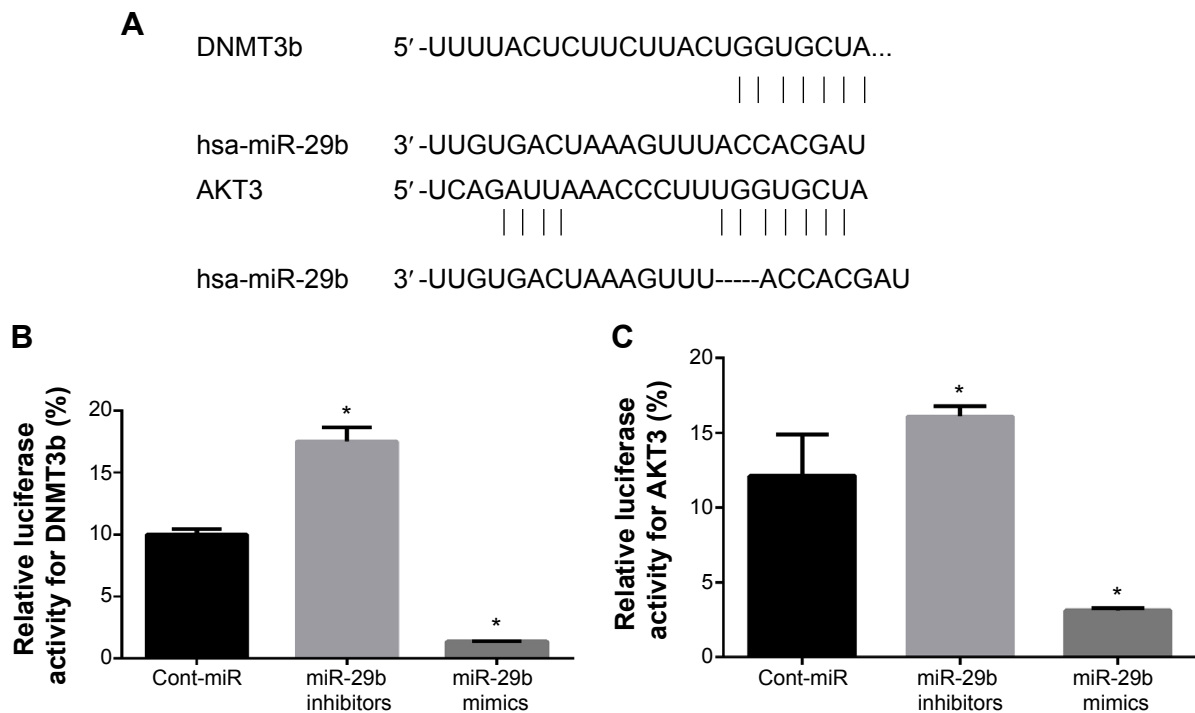 A
DNMT3b 5′-UUUUACUCUUCUUACUGGUGCUA...
hsa-miR-29b 3′-UUGUGACUAAAGUUUACCACGAU
AKT3 5′-UCAGAUUAAACCCUUUGGUGCUA
hsa-miR-29b 3′-UUGUGACUAAAGUUU-----ACCACGAU
B
Relative luciferase
activity for DNMT3b (%)
20
15
10
5
0
*
*
Cont-miR
miR-29b
inhibitors
miR-29b
mimics
C
Relative luciferase
activity for AKT3 (%)
20
15
10
5
0
*
*
Cont-miR
miR-29b
inhibitors
miR-29b
mimics